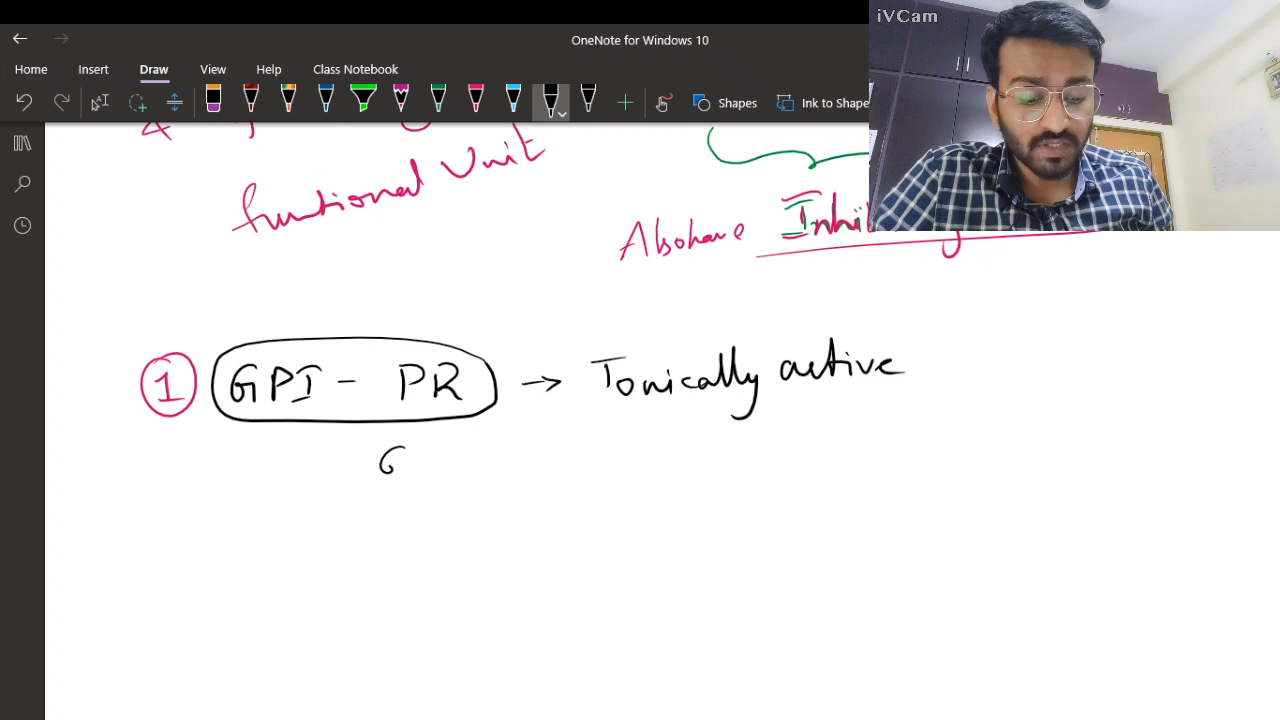 iVCam
OneNote for Windows 10
Home Insert Draw View Help Class Notebook
Shapes Ink to Shape
functional Unit
① GPI - PR → Tonically active
G